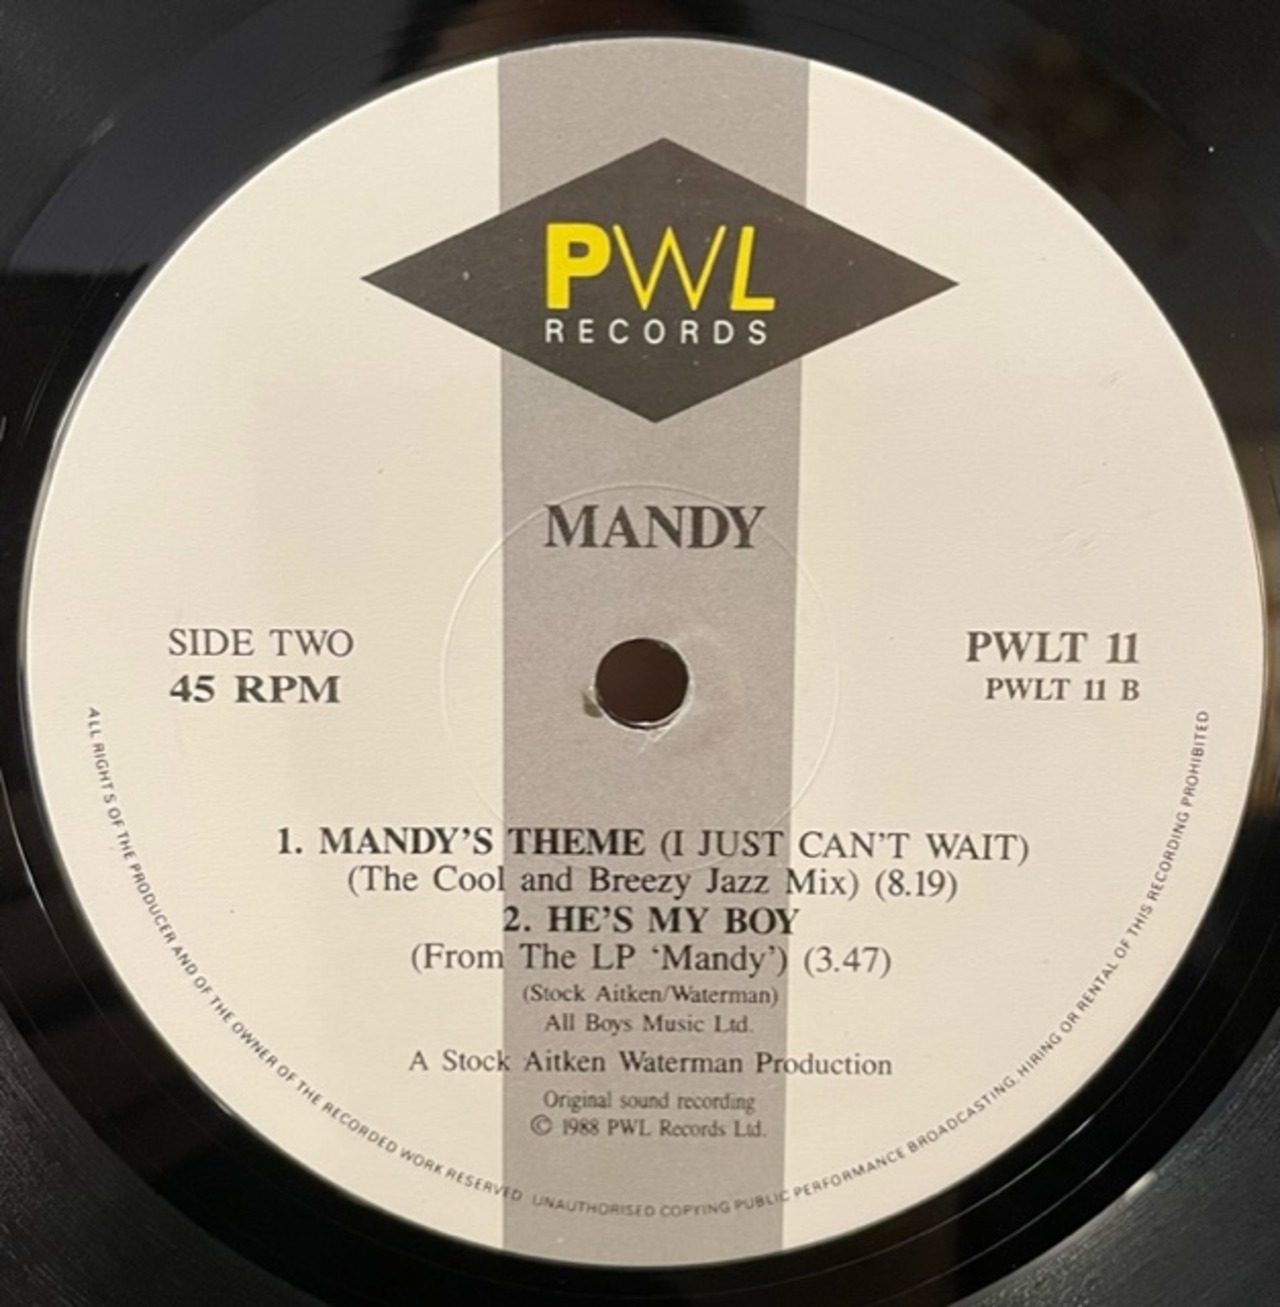 PWL
RECORDS
MANDY
SIDE TWO
45 RPM
PWLT 11
PWLT 11 B
1. MANDY'S THEME (I JUST CAN'T WAIT)
(The Cool and Breezy Jazz Mix) (8.19)
2. HE'S MY BOY
(From The LP ‘Mandy’) (3.47)
(Stock Aitken/Waterman)
All Boys Music Ltd.
A Stock Aitken Waterman Production
Original sound recording
© 1988 PWL Records Ltd.
ALL RIGHTS OF THE PRODUCER AND OF THE OWNER OF THE RECORDED WORK RESERVED UNAUTHORISED COPYING PUBLIC PERFORMANCE BROADCASTING, HIRING OR RENTAL OF THIS RECORDING PROHIBITED